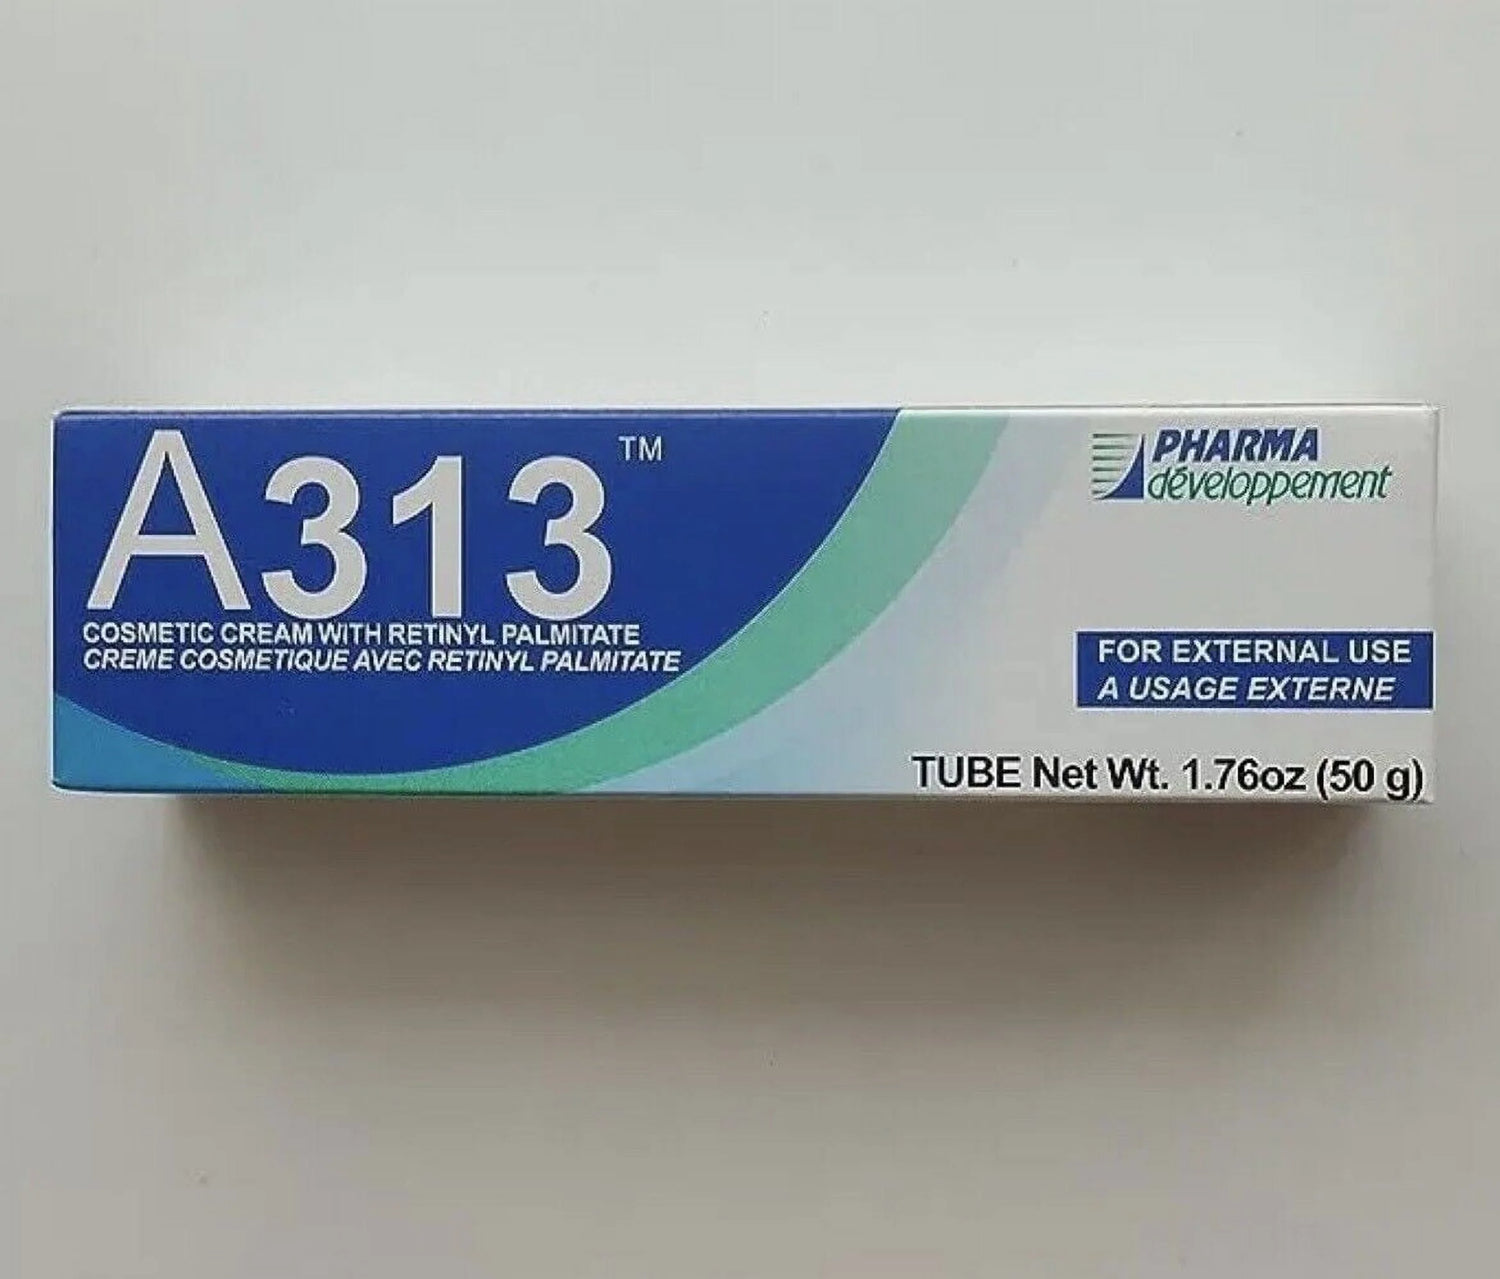 A313™
COSMETIC CREAM WITH RETINYL PALMITATE
CREME COSMETIQUE AVEC RETINYL PALMITATE
PHARMA
développement
FOR EXTERNAL USE
A USAGE EXTERNE
TUBE Net Wt. 1.76oz (50 g)